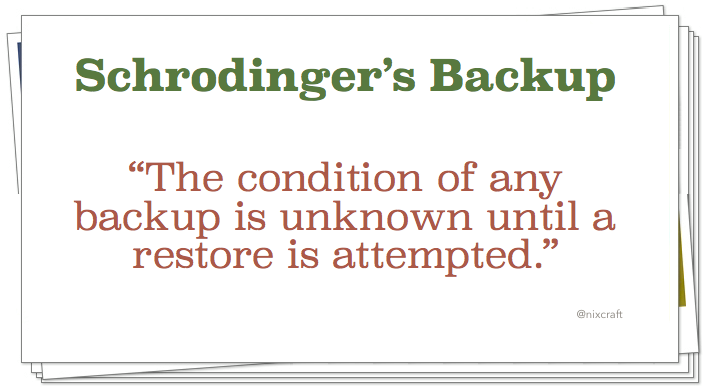 Schrodinger’s Backup
“The condition of any
backup is unknown until a
restore is attempted.”
@nixcraft